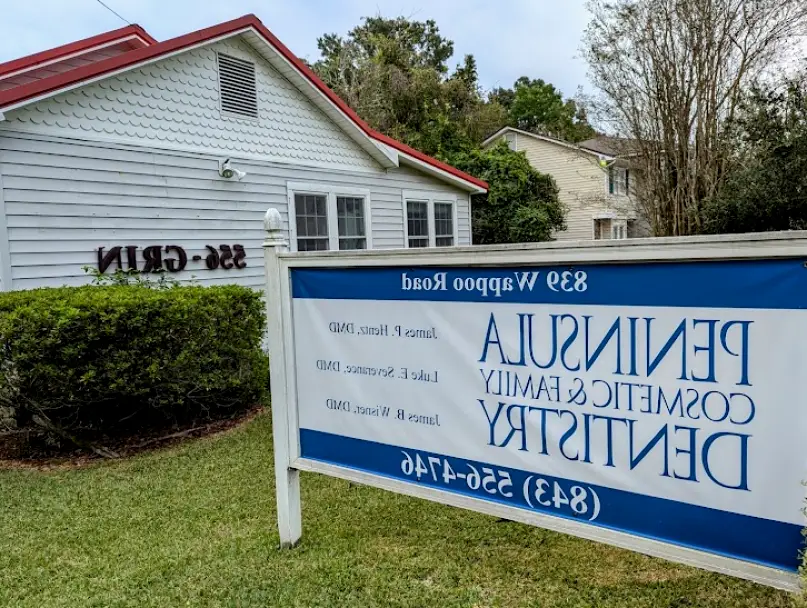 556-GRIN
839 Wappoo Road
PENINSULA
COSMETIC & FAMILY
DENTISTRY
James P. Hentz, DMD
Luke E. Severance, DMD
James B. Wisner, DMD
(843) 556-4746